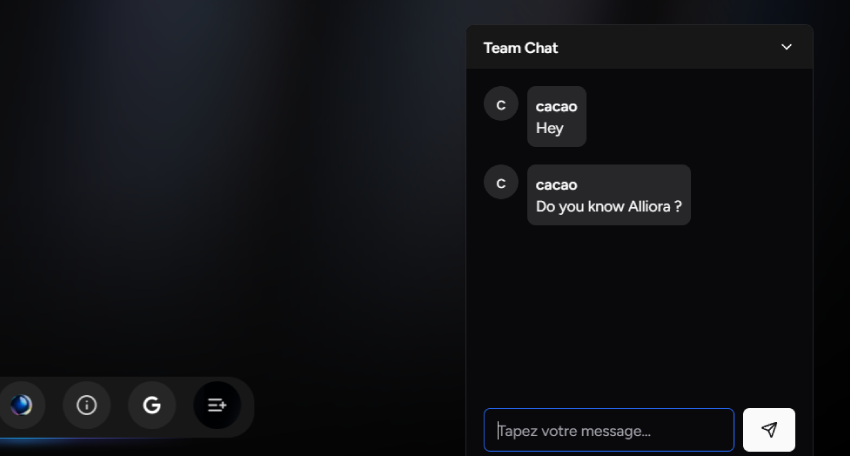 Team Chat
C
cacao
Hey
C
cacao
Do you know Alliora ?
G
Tapez votre message...